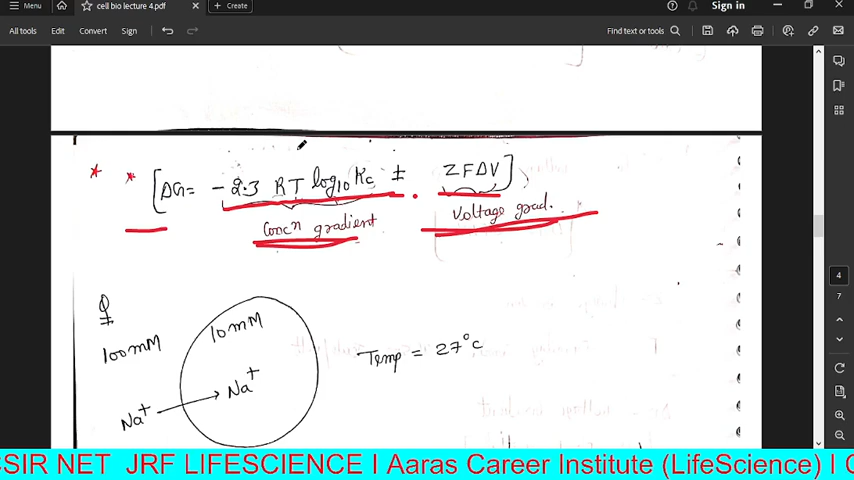 Menu
cell bio lecture 4.pdf
Create
Sign in
All tools Edit Convert Sign
Find text or tools
* * [ΔG = -2.3 RT log10 Kc ± ZFΔV]
Concn gradient
Voltage grad.
4
7
Q
100mM
10mM
Temp = 27°C
Na+ → Na+
CSIR NET JRF LIFESCIENCE I Aaras Career Institute (LifeScience) I C